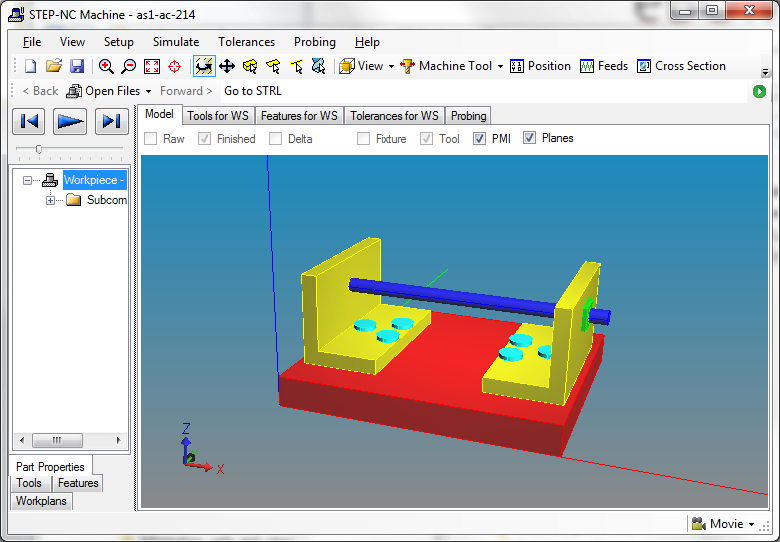 STEP-NC Machine - as1-ac-214
File View Setup Simulate Tolerances Probing Help
View Machine Tool Position Feeds Cross Section
< Back Open Files Forward > Go to STRL
Model Tools for WS Features for WS Tolerances for WS Probing
Raw Finished Delta Fixture Tool PMI Planes
Workpiece -
Subcom
Z
X
Part Properties
Tools Features
Workplans
Movie